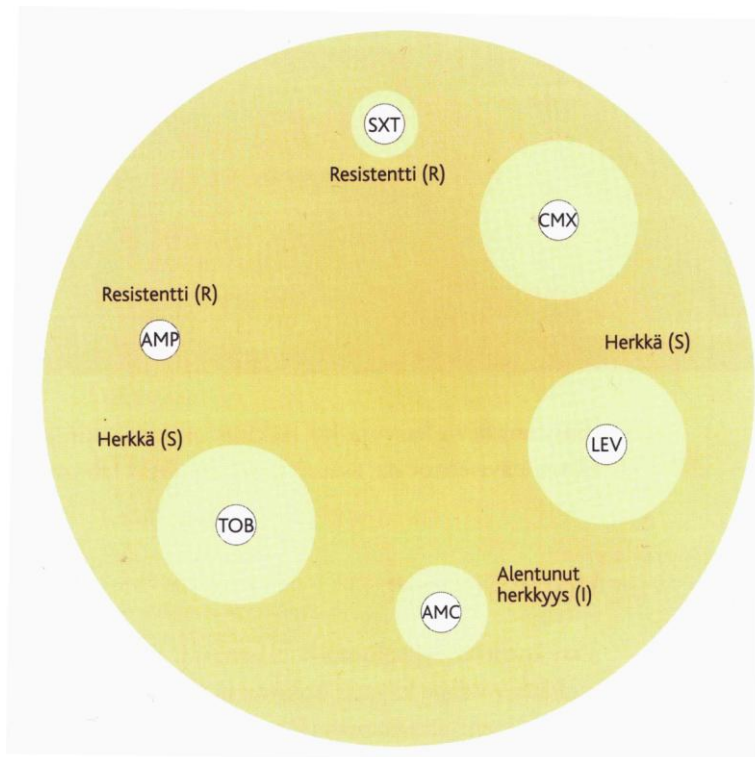 SXT
Resistentti (R)
CMX
Resistentti (R)
AMP
Herkkä (S)
LEV
Herkkä (S)
TOB
Alentunut
herkkyys (I)
AMC